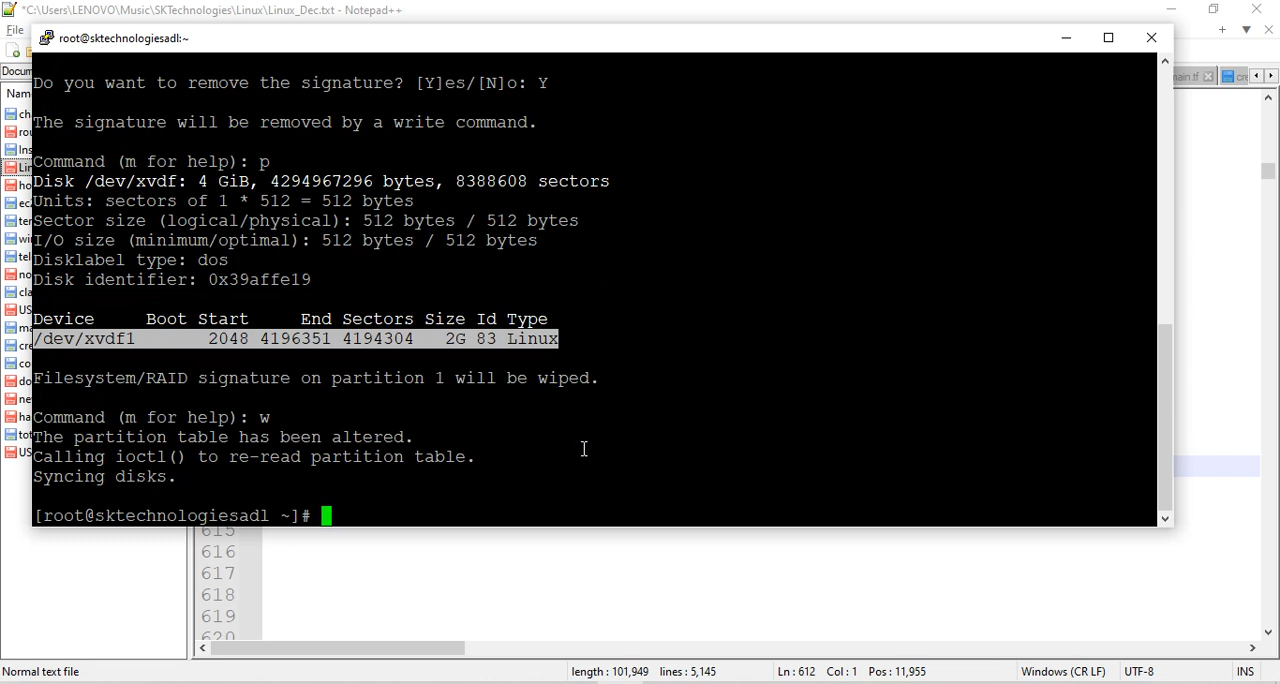 *C:\Users\LENOVO\Music\SKTechnologies\Linux\Linux_Dec.txt - Notepad++
File
root@sktechnologiesadl:~
Do you want to remove the signature? [Y]es/[N]o: Y
The signature will be removed by a write command.
Command (m for help): p
Disk /dev/xvdf: 4 GiB, 4294967296 bytes, 8388608 sectors
Units: sectors of 1 * 512 = 512 bytes
Sector size (logical/physical): 512 bytes / 512 bytes
I/O size (minimum/optimal): 512 bytes / 512 bytes
Disklabel type: dos
Disk identifier: 0x39affe19
Device     Boot Start     End Sectors Size Id Type
/dev/xvdf1       2048 4196351 4194304   2G 83 Linux
Filesystem/RAID signature on partition 1 will be wiped.
Command (m for help): w
The partition table has been altered.
Calling ioctl() to re-read partition table.
Syncing disks.
[root@sktechnologiesadl ~]#
615
616
617
618
619
620
Normal text file length : 101,949 lines : 5,145 Ln : 612 Col : 1 Pos : 11,955 Windows (CR LF) UTF-8 INS